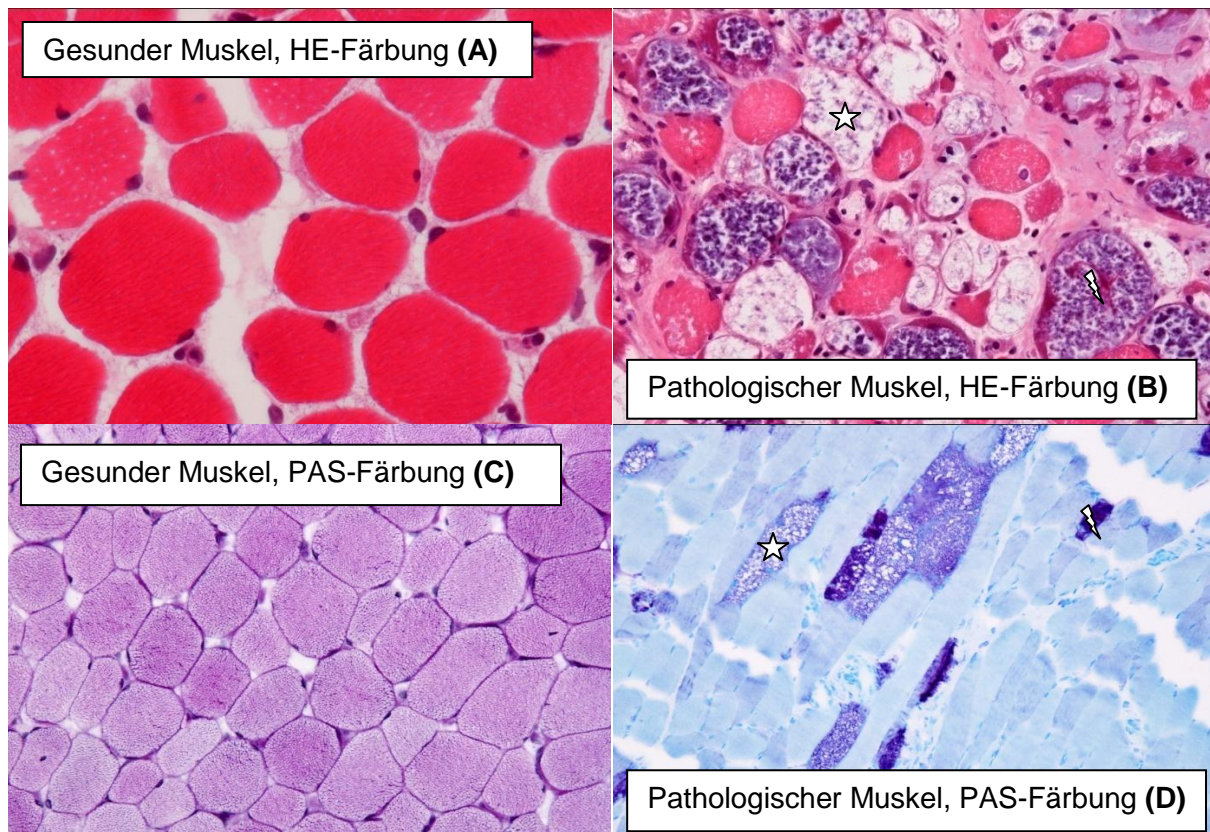 Gesunder Muskel, HE-Färbung (A)
Pathologischer Muskel, HE-Färbung (B)
Gesunder Muskel, PAS-Färbung (C)
Pathologischer Muskel, PAS-Färbung (D)